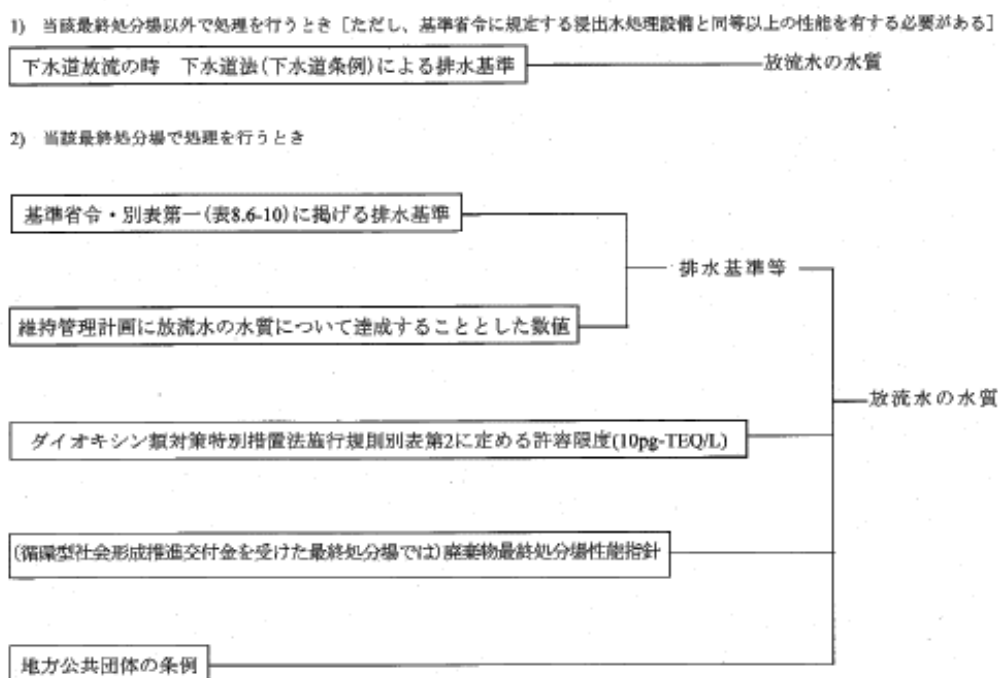 1) 当該最終処分場以外で処理を行うとき［ただし、基準省令に規定する浸出水処理設備と同等以上の性能を有する必要がある］
下水道放流の時　下水道法(下水道条例)による排水基準
放流水の水質
2) 当該最終処分場で処理を行うとき
基準省令・別表第一(表8.6-10)に掲げる排水基準
排水基準等
維持管理計画に放流水の水質について達成することとした数値
放流水の水質
ダイオキシン類対策特別措置法施行規則別表第2に定める許容限度(10pg-TEQ/L)
(循環型社会形成推進交付金を受けた最終処分場では)廃棄物最終処分場性能指針
地方公共団体の条例